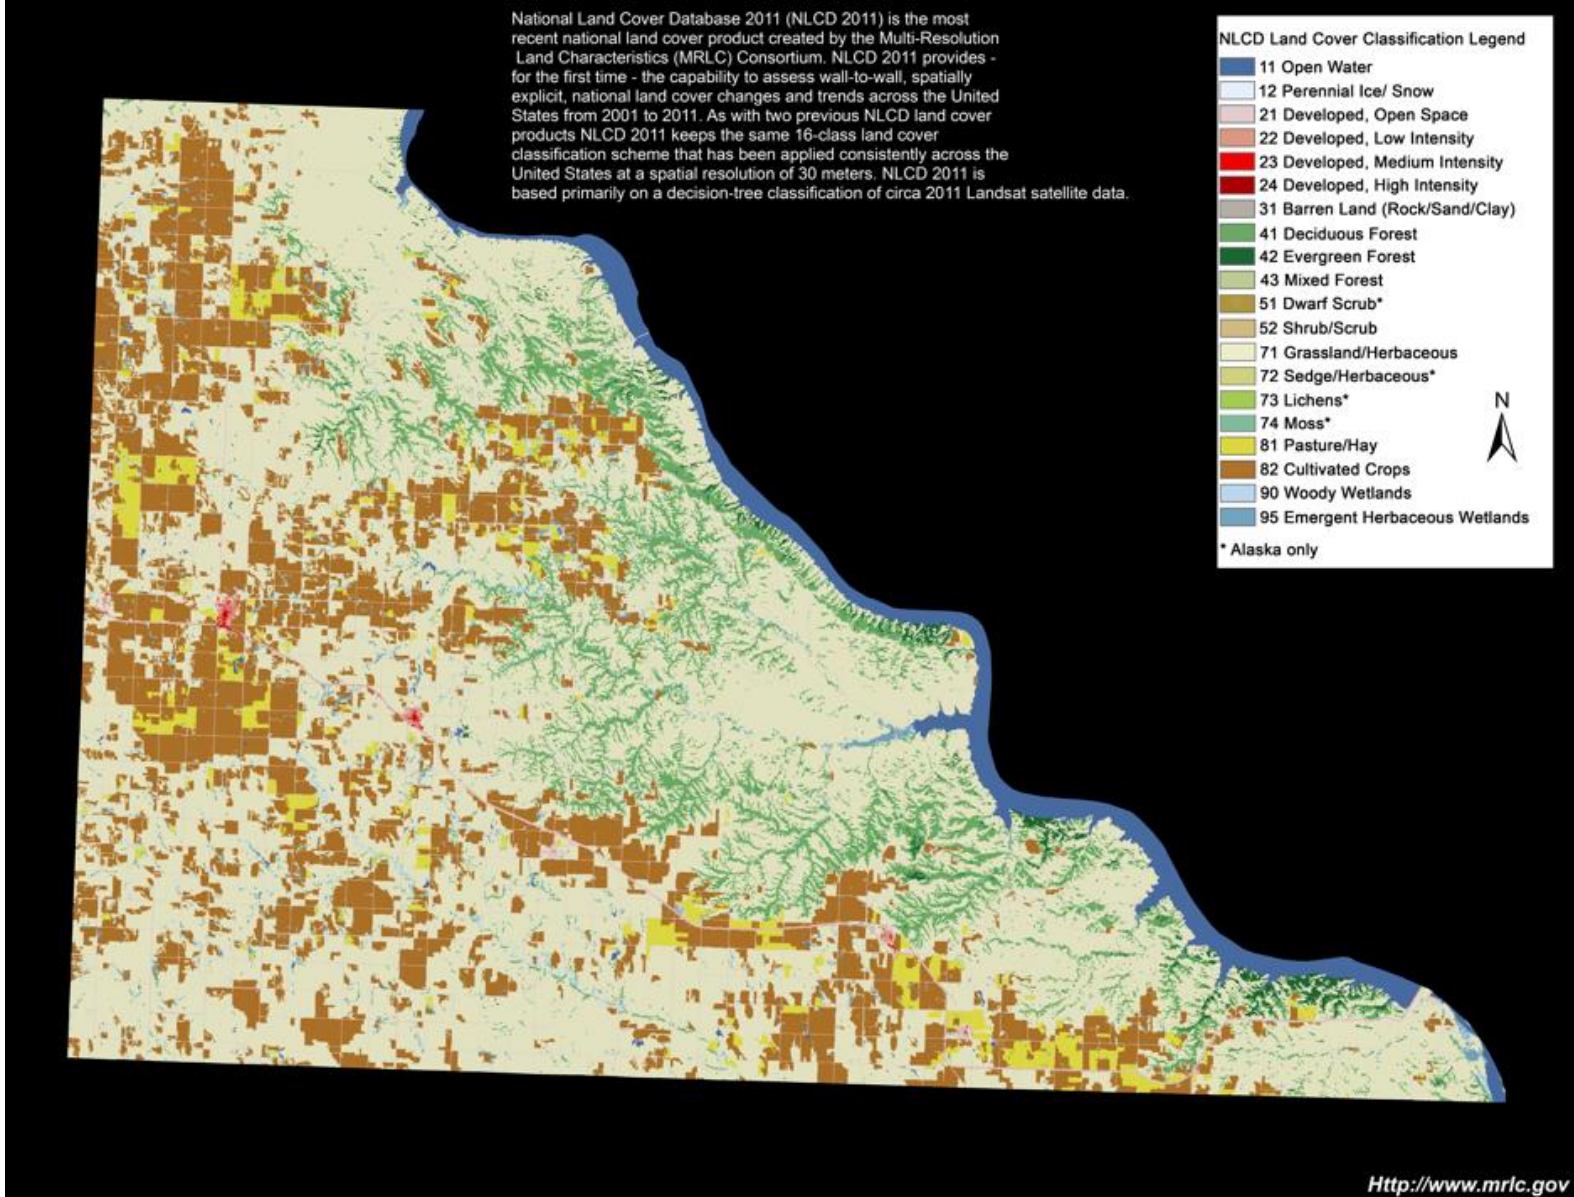 National Land Cover Database 2011 (NLCD 2011) is the most
recent national land cover product created by the Multi-Resolution
Land Characteristics (MRLC) Consortium. NLCD 2011 provides -
for the first time - the capability to assess wall-to-wall, spatially
explicit, national land cover changes and trends across the United
States from 2001 to 2011. As with two previous NLCD land cover
products NLCD 2011 keeps the same 16-class land cover
classification scheme that has been applied consistently across the
United States at a spatial resolution of 30 meters. NLCD 2011 is
based primarily on a decision-tree classification of circa 2011 Landsat satellite data.
NLCD Land Cover Classification Legend
11 Open Water
12 Perennial Ice/ Snow
21 Developed, Open Space
22 Developed, Low Intensity
23 Developed, Medium Intensity
24 Developed, High Intensity
31 Barren Land (Rock/Sand/Clay)
41 Deciduous Forest
42 Evergreen Forest
43 Mixed Forest
51 Dwarf Scrub*
52 Shrub/Scrub
71 Grassland/Herbaceous
72 Sedge/Herbaceous*
73 Lichens*
74 Moss*
81 Pasture/Hay
82 Cultivated Crops
90 Woody Wetlands
95 Emergent Herbaceous Wetlands
* Alaska only
N
Http://www.mrlc.gov